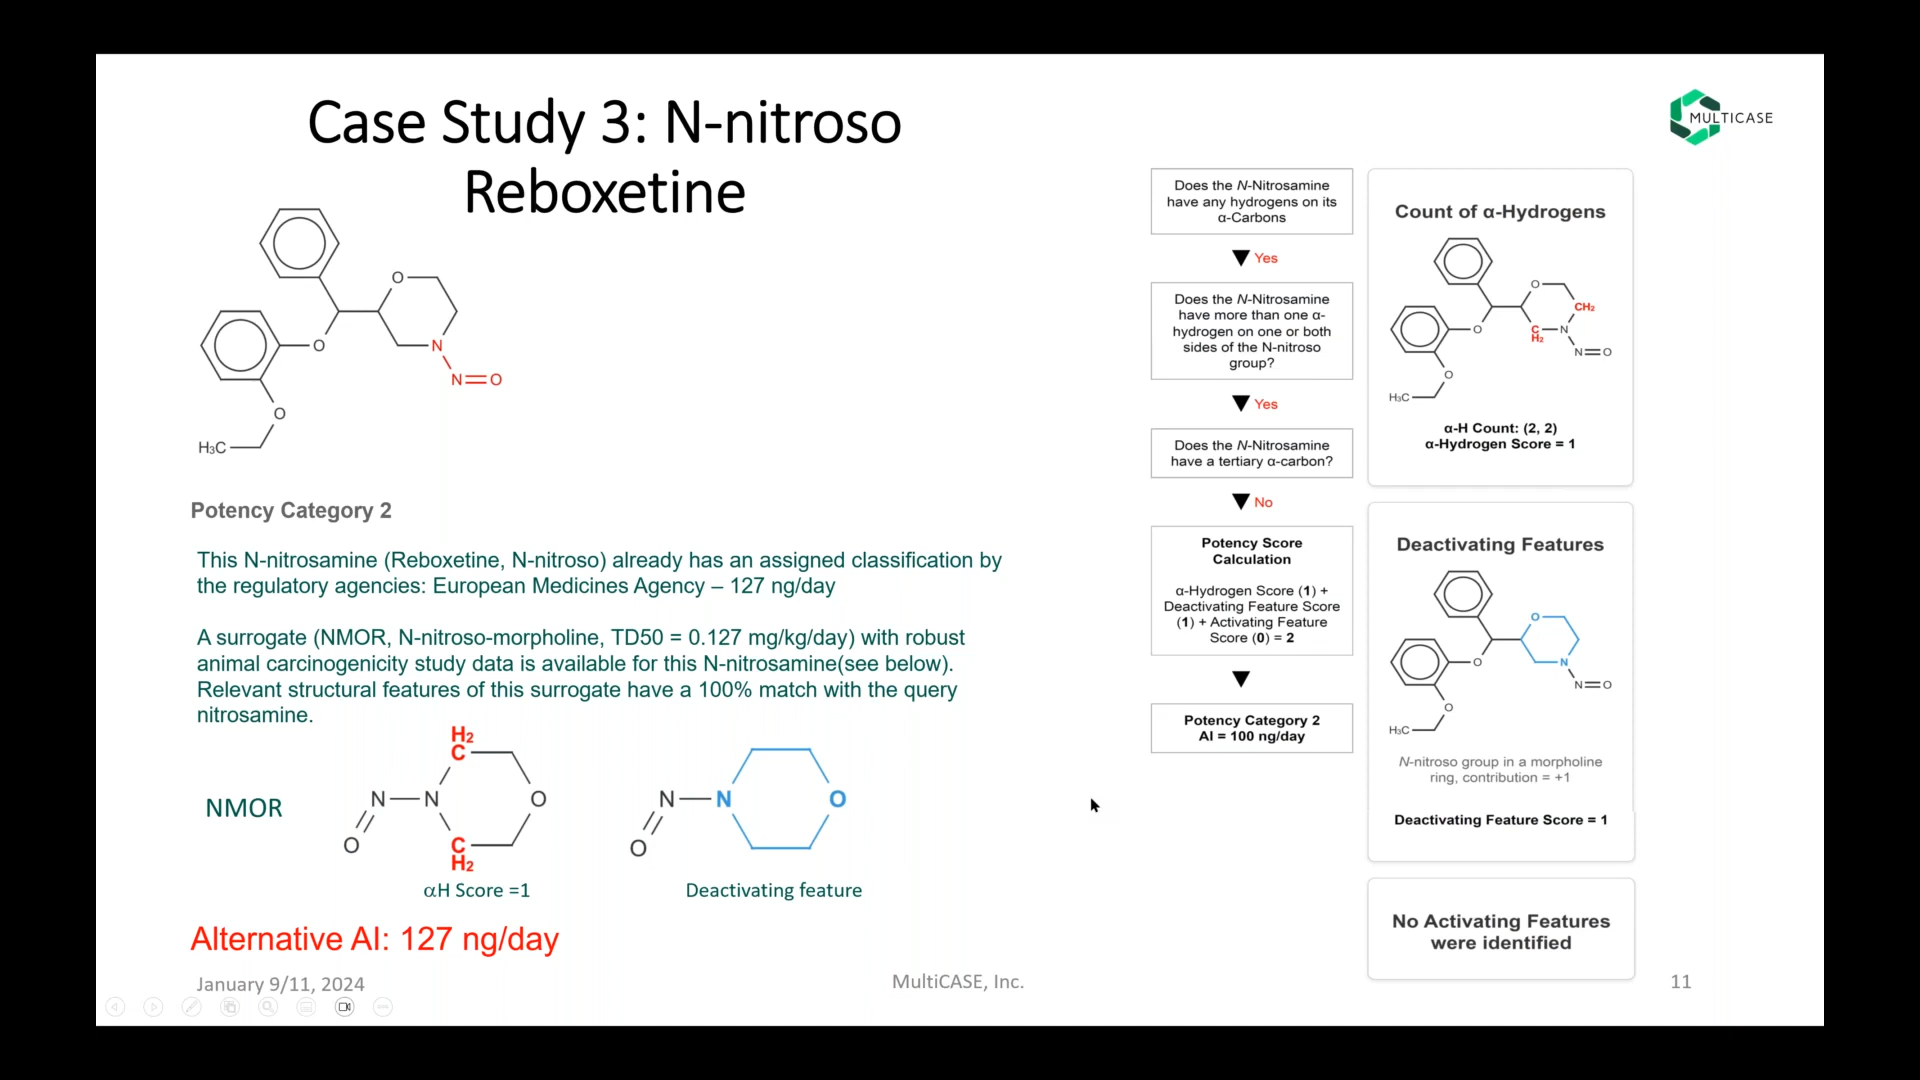 Case Study 3: N-nitroso
Reboxetine
MULTICASE
O
N
O
N=O
O
H₃C
Potency Category 2
This N-nitrosamine (Reboxetine, N-nitroso) already has an assigned classification by
the regulatory agencies: European Medicines Agency – 127 ng/day
A surrogate (NMOR, N-nitroso-morpholine, TD50 = 0.127 mg/kg/day) with robust
animal carcinogenicity study data is available for this N-nitrosamine(see below).
Relevant structural features of this surrogate have a 100% match with the query
nitrosamine.
NMOR
H2
C
N—N
O
O
C
H2
αH Score =1
N—N
O
O
Deactivating feature
Alternative AI: 127 ng/day
Does the N-Nitrosamine
have any hydrogens on its
α-Carbons
Yes
Does the N-Nitrosamine
have more than one α-
hydrogen on one or both
sides of the N-nitroso
group?
Yes
Does the N-Nitrosamine
have a tertiary α-carbon?
No
Potency Score
Calculation
α-Hydrogen Score (1) +
Deactivating Feature Score
(1) + Activating Feature
Score (0) = 2
Potency Category 2
AI = 100 ng/day
Count of α-Hydrogens
O
CH₂
O
C—N
H₂
N=O
O
H₃C
α-H Count: (2, 2)
α-Hydrogen Score = 1
Deactivating Features
O
O
N
N=O
O
H₃C
N-nitroso group in a morpholine
ring, contribution = +1
Deactivating Feature Score = 1
No Activating Features
were identified
January 9/11, 2024
MultiCASE, Inc.
11